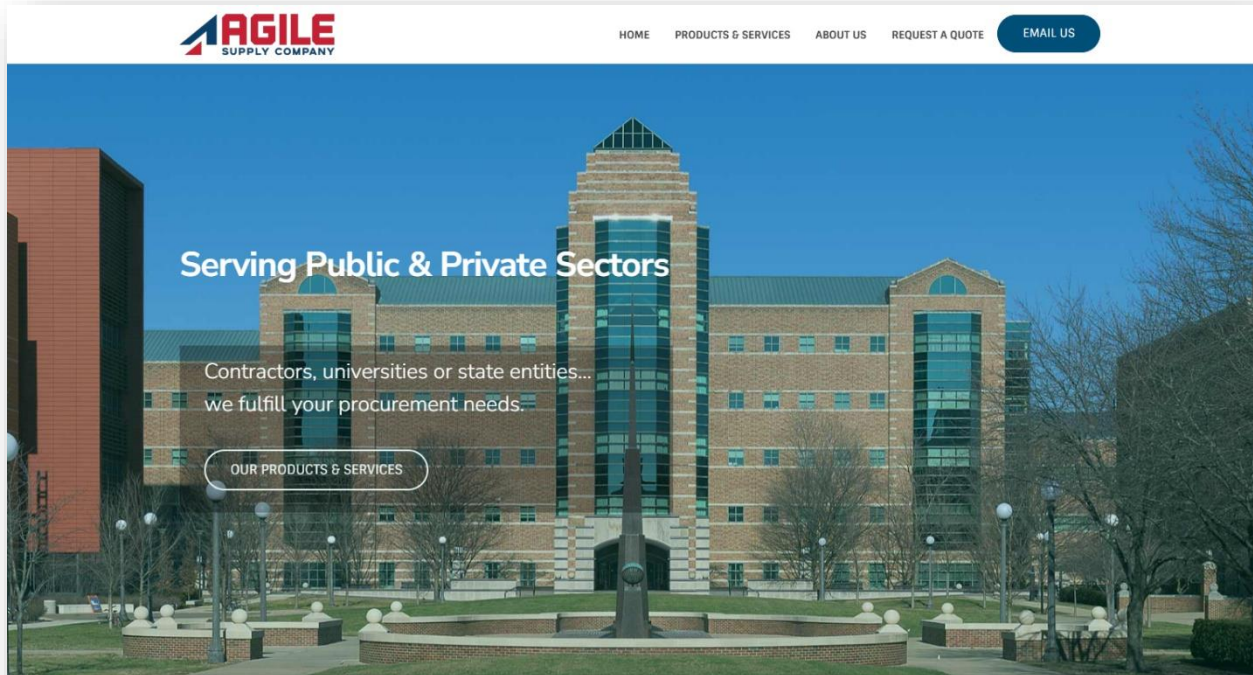 AGILE
SUPPLY COMPANY
HOME
PRODUCTS & SERVICES
ABOUT US
REQUEST A QUOTE
EMAIL US
Serving Public & Private Sectors
Contractors, universities or state entities...
we fulfill your procurement needs.
OUR PRODUCTS & SERVICES